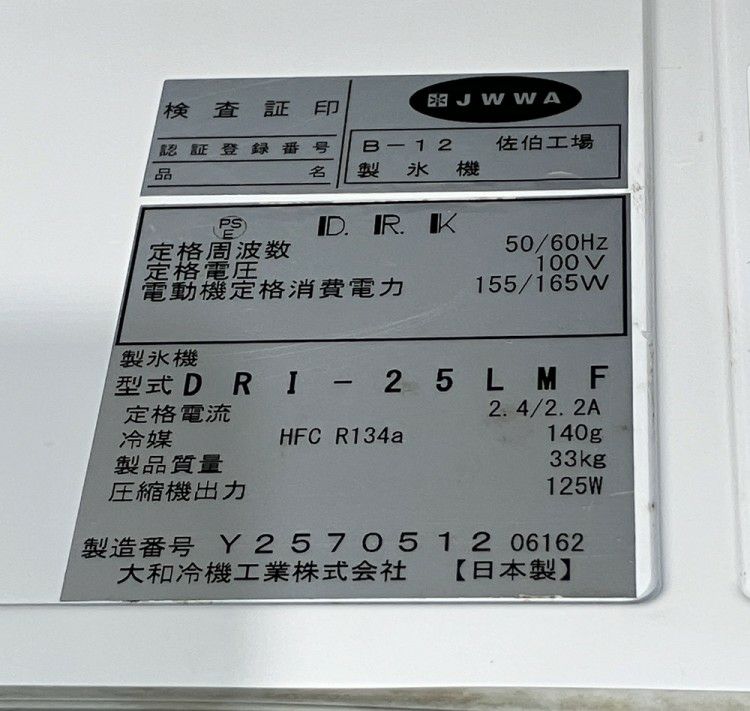 検査証印 JWWA
認証登録番号 B-12 佐伯工場
品名 製氷機
PSE D.R.K
定格周波数 50/60Hz
定格電圧 100V
電動機定格消費電力 155/165W
製氷機
型式 DRI-25LMF
定格電流 2.4/2.2A
冷媒 HFC R134a 140g
製品質量 33kg
圧縮機出力 125W
製造番号 Y2570512 06162
大和冷機工業株式会社 【日本製】